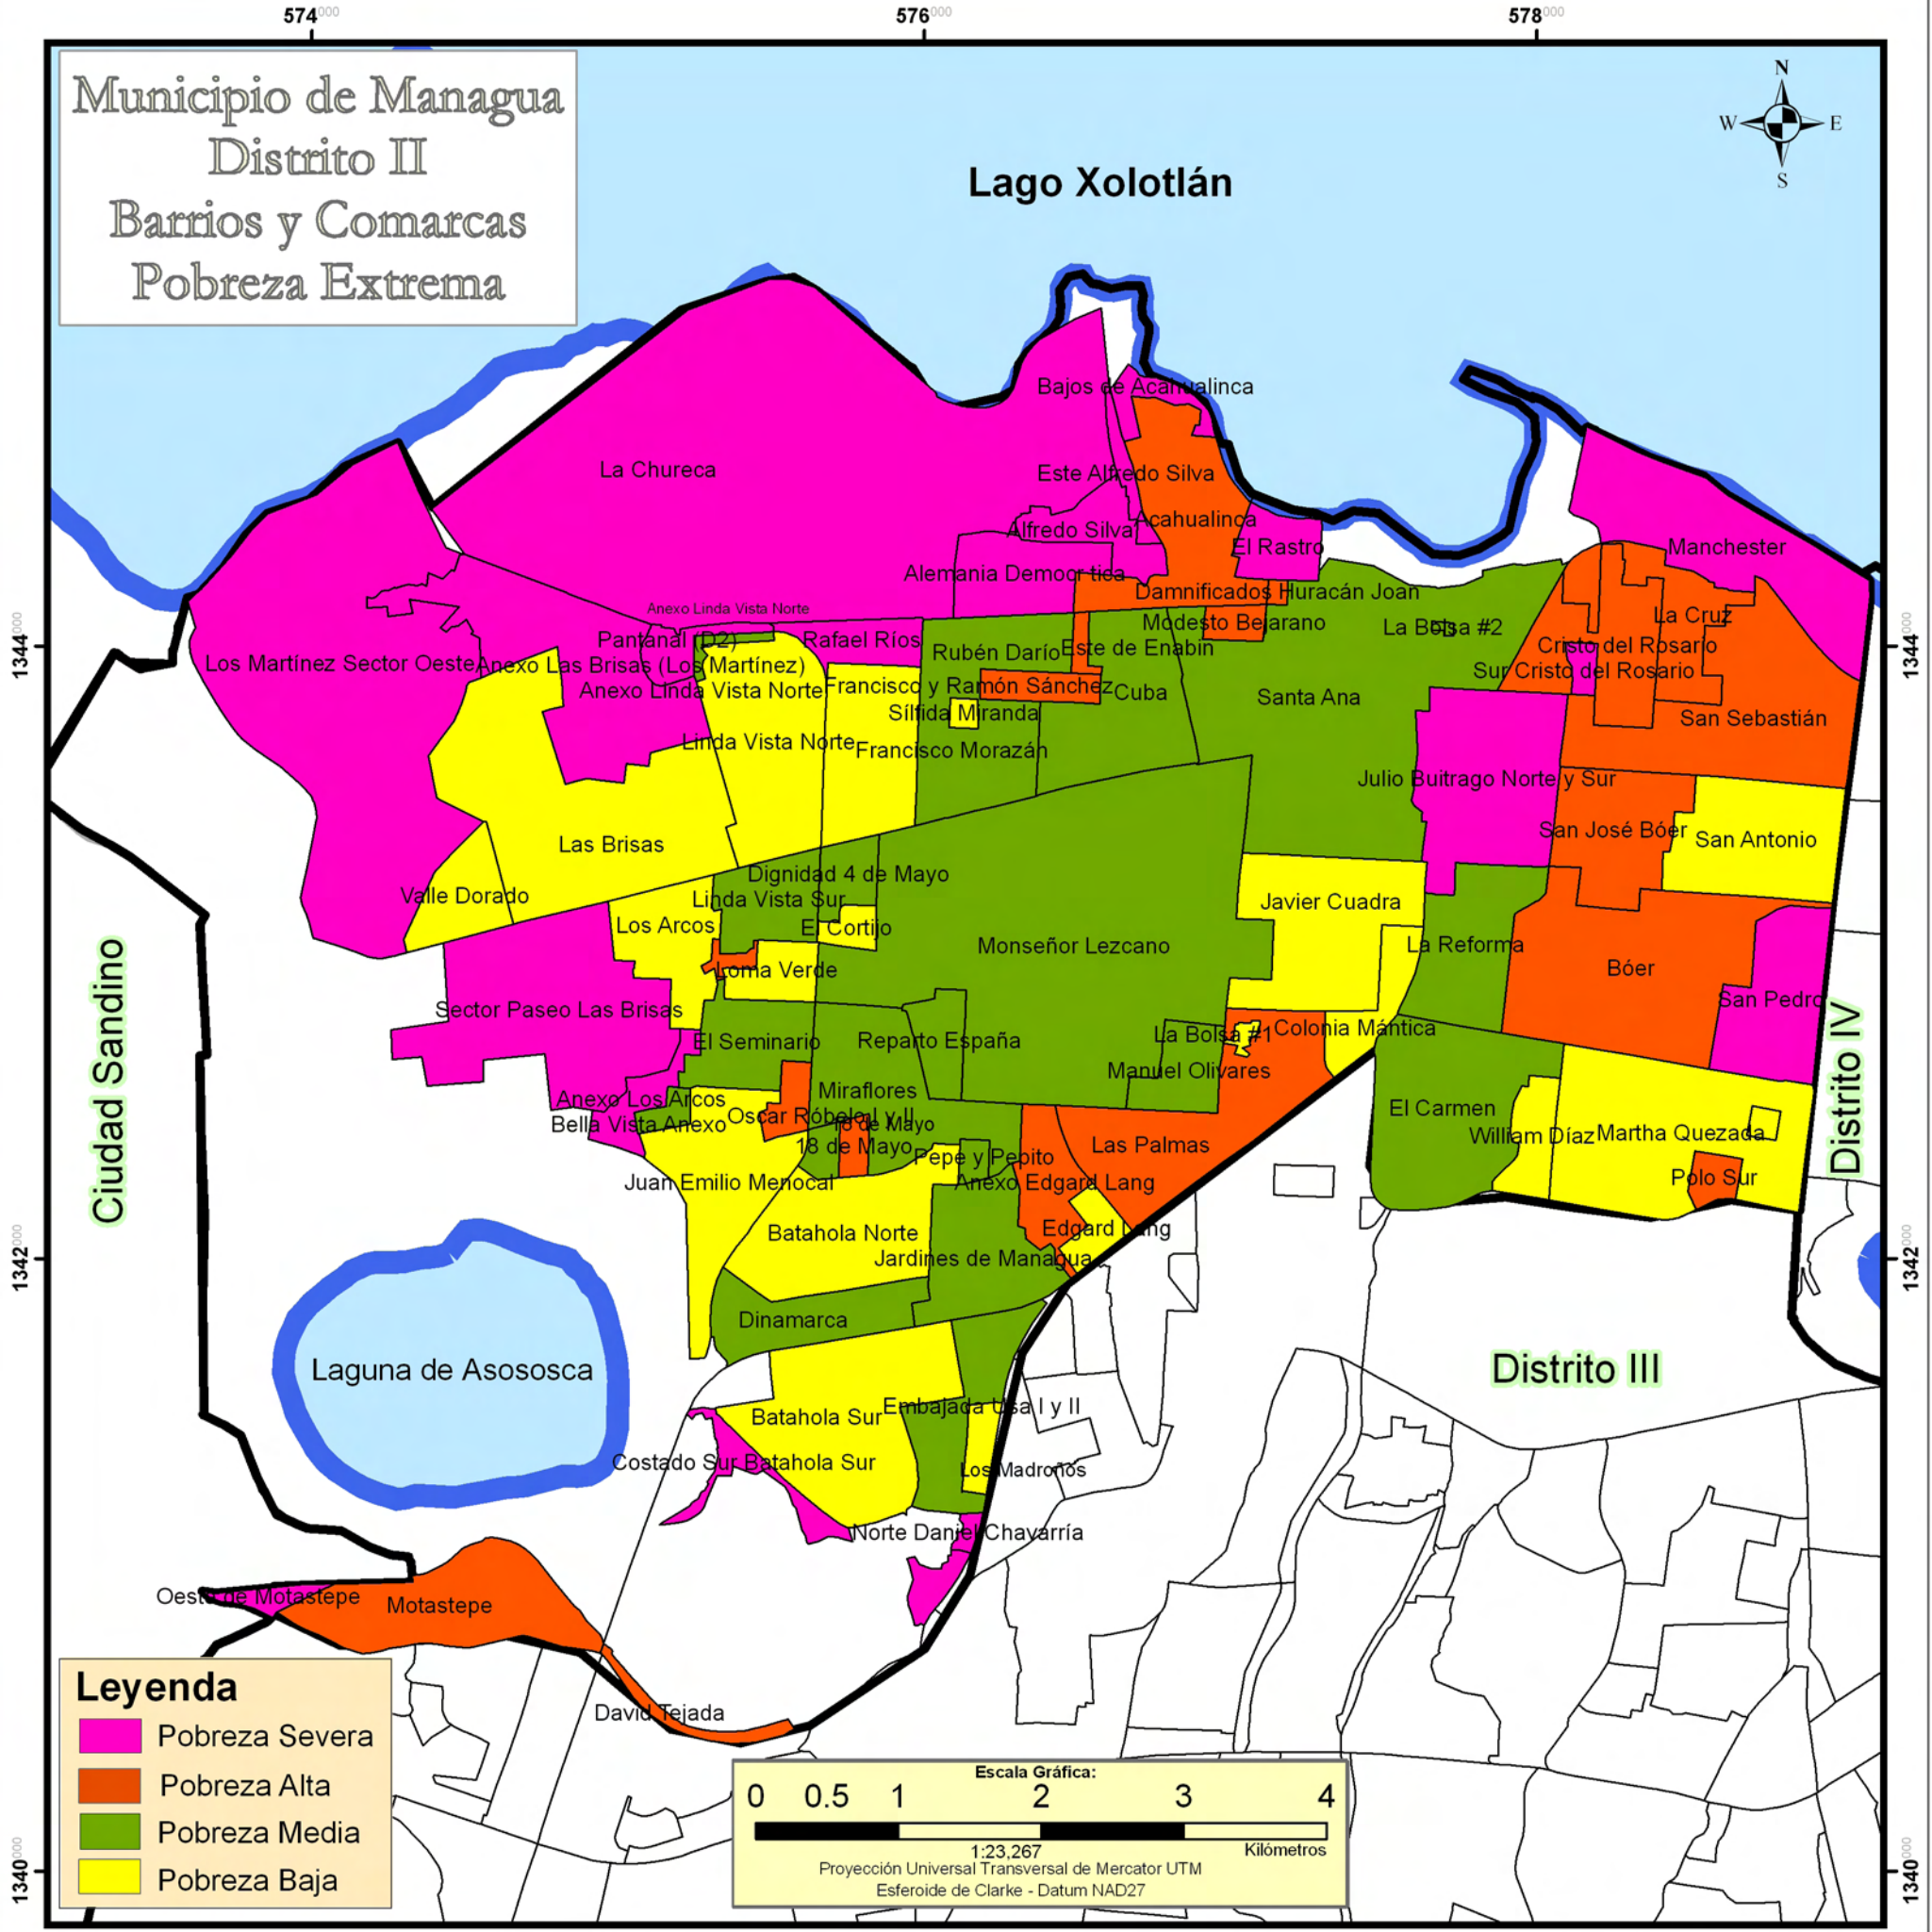 574000
576000
578000
Municipio de Managua
Distrito II
Barrios y Comarcas
Pobreza Extrema
N
W
E
S
Lago Xolotlán
Bajos de Acahualinca
La Chureca
Este Alfredo Silva
Acahualinca
Alfredo Silva
El Rastro
Manchester
Alemania Democr tica
Damnificados Huracán Joan
Anexo Linda Vista Norte
Modesto Bejarano
La Bolsa #2
La Cruz
1344000
Pantanal (D2)
Rafael Ríos
Rubén Darío
Este de Enabin
Cristo del Rosario
1344000
Los Martínez Sector Oeste
Anexo Las Brisas (Los Martínez)
Sur Cristo del Rosario
Anexo Linda Vista Norte
Francisco y Ramón Sánchez
Cuba
Santa Ana
Sílfida Miranda
San Sebastián
Linda Vista Norte
Francisco Morazán
Julio Buitrago Norte y Sur
Las Brisas
San José Bóer
San Antonio
Dignidad 4 de Mayo
Valle Dorado
Linda Vista Sur
Javier Cuadra
Los Arcos
El Cortijo
Monseñor Lezcano
La Reforma
Loma Verde
Bóer
Sector Paseo Las Brisas
San Pedro
El Seminario
Reparto España
La Bolsa #1
Colonia Mántica
Ciudad Sandino
Distrito IV
Manuel Olivares
Miraflores
Anexo Los Arcos
El Carmen
Bella Vista Anexo
Oscar Róbelo I y II
18 de Mayo
William Díaz
Martha Quezada
18 de Mayo
Las Palmas
Pepe y Pepito
Polo Sur
Juan Emilio Menocal
Anexo Edgard Lang
Batahola Norte
Edgard Lang
1342000
Jardines de Managua
1342000
Dinamarca
Laguna de Asososca
Distrito III
Batahola Sur
Embajada Usa I y II
Costado Sur Batahola Sur
Los Madroños
Norte Daniel Chavarría
Oeste de Motastepe
Motastepe
David Tejada
Leyenda
Pobreza Severa
Pobreza Alta
Pobreza Media
Pobreza Baja
Escala Gráfica:
0 0.5 1 2 3 4
1:23,267
Kilómetros
Proyección Universal Transversal de Mercator UTM
Esferoide de Clarke - Datum NAD27
1340000
1340000